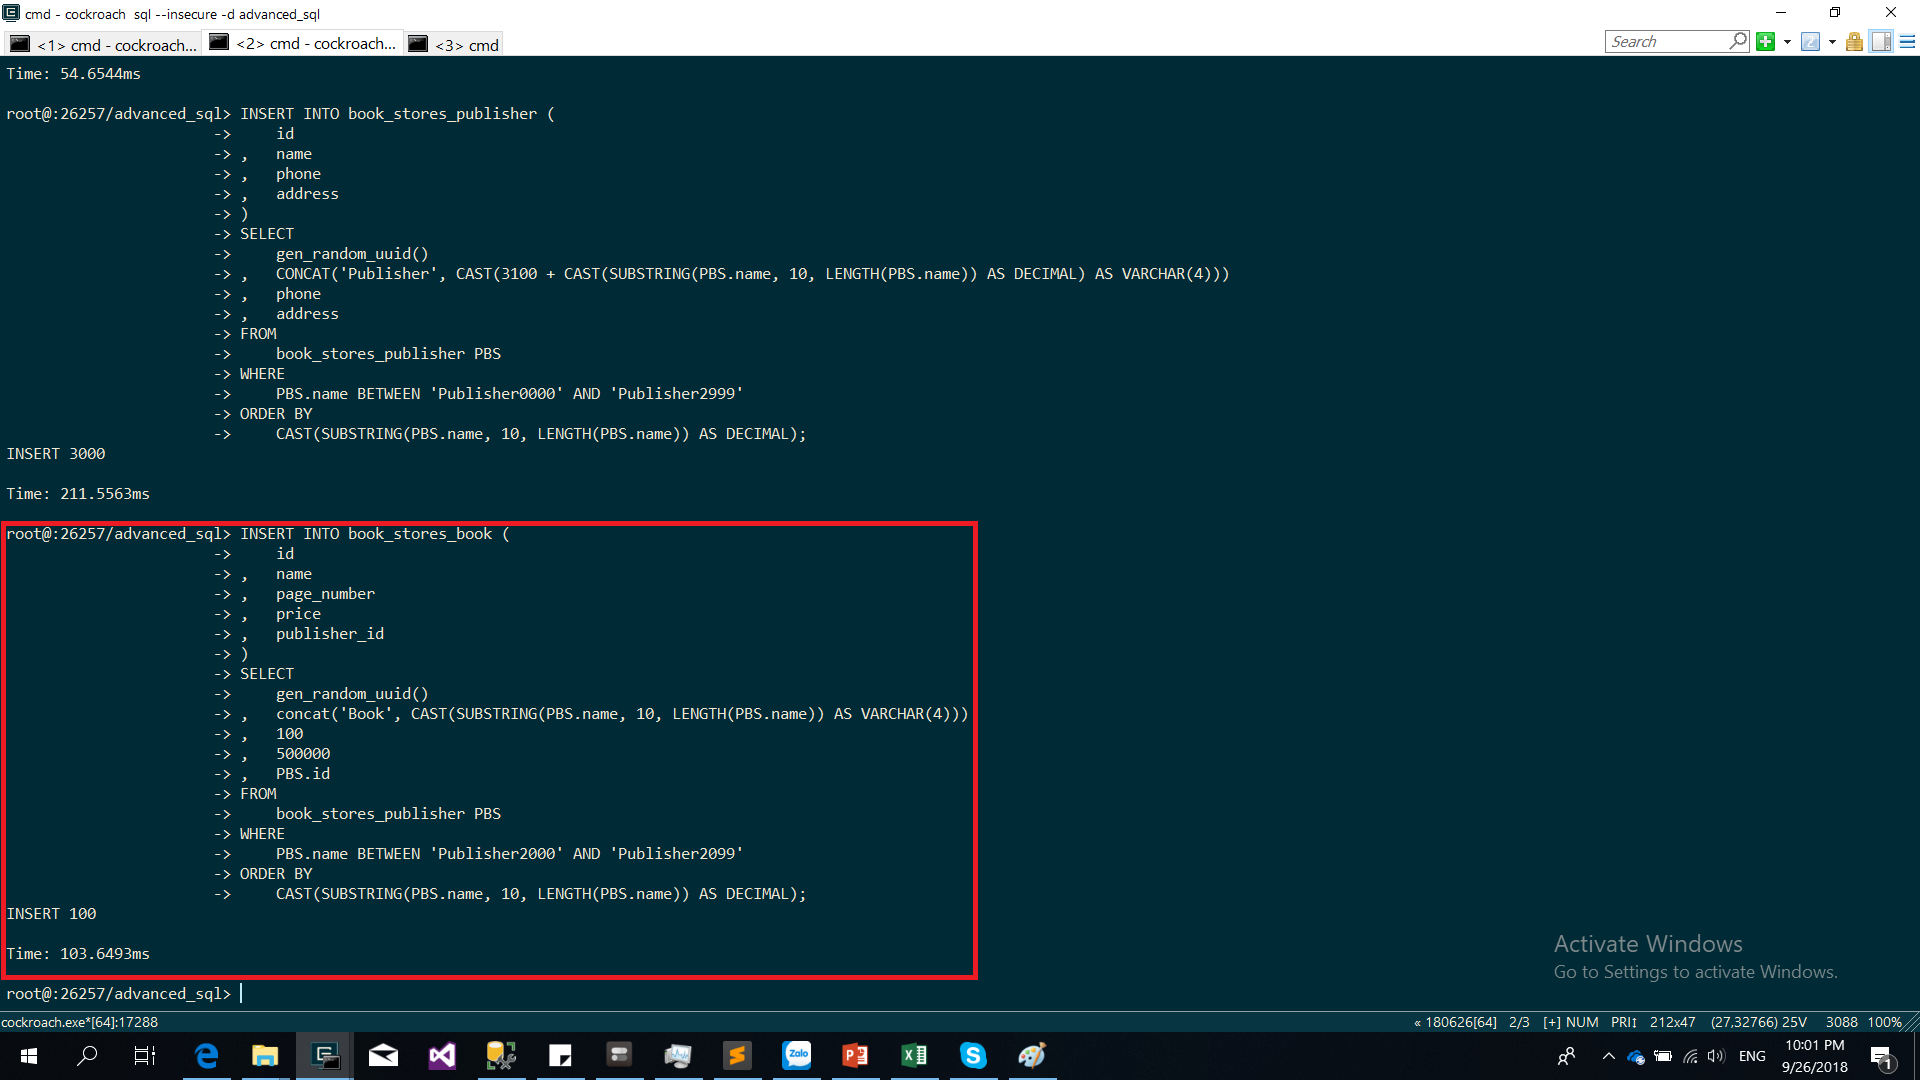 cmd - cockroach  sql --insecure -d advanced_sql
<1> cmd - cockroach... <2> cmd - cockroach... <3> cmd Search
Time: 54.6544ms
root@:26257/advanced_sql> INSERT INTO book_stores_publisher (
                       ->     id
                       -> ,   name
                       -> ,   phone
                       -> ,   address
                       -> )
                       -> SELECT
                       ->     gen_random_uuid()
                       -> ,   CONCAT('Publisher', CAST(3100 + CAST(SUBSTRING(PBS.name, 10, LENGTH(PBS.name)) AS DECIMAL) AS VARCHAR(4)))
                       -> ,   phone
                       -> ,   address
                       -> FROM
                       ->     book_stores_publisher PBS
                       -> WHERE
                       ->     PBS.name BETWEEN 'Publisher0000' AND 'Publisher2999'
                       -> ORDER BY
                       ->     CAST(SUBSTRING(PBS.name, 10, LENGTH(PBS.name)) AS DECIMAL);
INSERT 3000
Time: 211.5563ms
root@:26257/advanced_sql> INSERT INTO book_stores_book (
                       ->     id
                       -> ,   name
                       -> ,   page_number
                       -> ,   price
                       -> ,   publisher_id
                       -> )
                       -> SELECT
                       ->     gen_random_uuid()
                       -> ,   concat('Book', CAST(SUBSTRING(PBS.name, 10, LENGTH(PBS.name)) AS VARCHAR(4)))
                       -> ,   100
                       -> ,   500000
                       -> ,   PBS.id
                       -> FROM
                       ->     book_stores_publisher PBS
                       -> WHERE
                       ->     PBS.name BETWEEN 'Publisher2000' AND 'Publisher2099'
                       -> ORDER BY
                       ->     CAST(SUBSTRING(PBS.name, 10, LENGTH(PBS.name)) AS DECIMAL);
INSERT 100
Time: 103.6493ms
root@:26257/advanced_sql>
Activate Windows
Go to Settings to activate Windows.
cockroach.exe*[64]:17288 « 180626[64] 2/3 [+] NUM PRI↕ 212x47 (27,32766) 25V 3088 100%
Zalo ENG 10:01 PM
9/26/2018 1